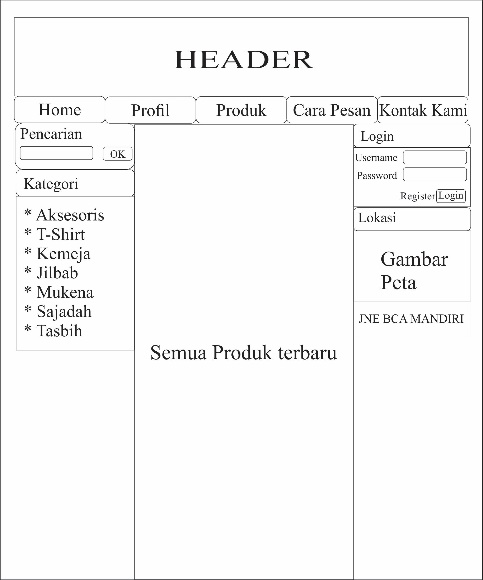 HEADER
Home Profil Produk Cara Pesan Kontak Kami
Pencarian
OK
Kategori
* Aksesoris
* T-Shirt
* Kemeja
* Jilbab
* Mukena
* Sajadah
* Tasbih
Semua Produk terbaru
Login
Username
Password
Register Login
Lokasi
Gambar
Peta
JNE BCA MANDIRI